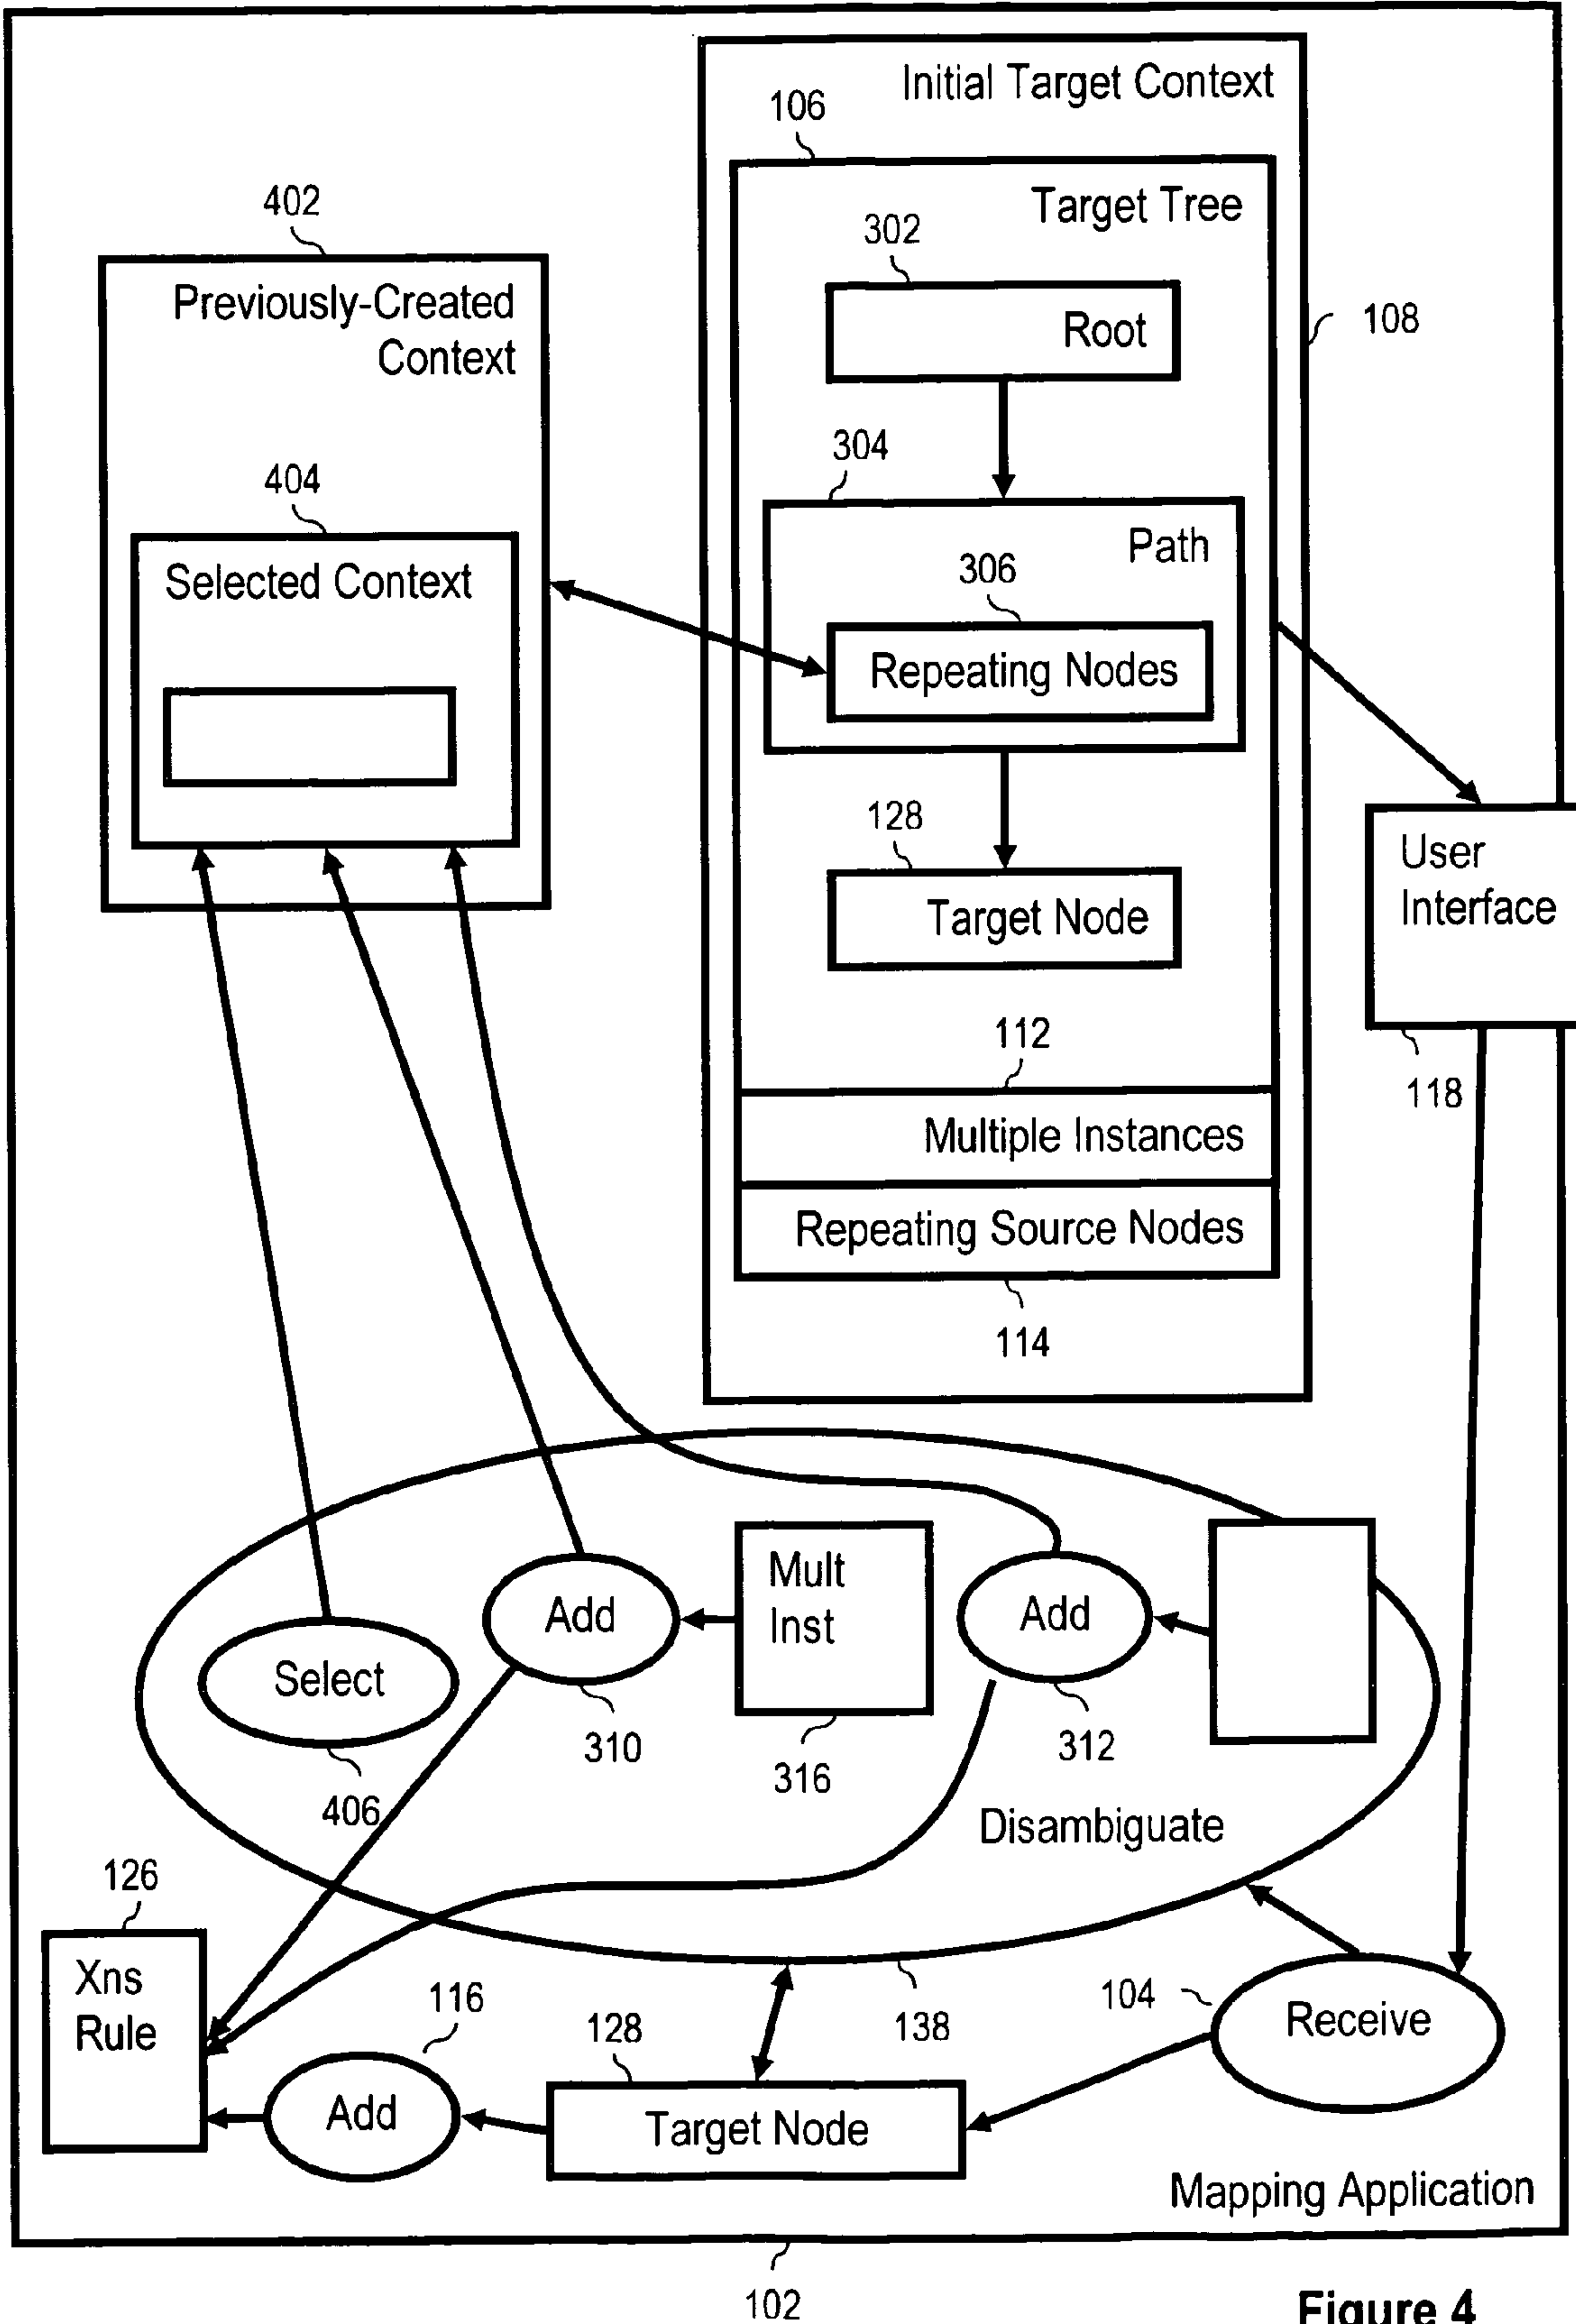 Initial Target Context
106
Target Tree
402
302
Previously-Created
Context
Root
108
304
404
Path
Selected Context
306
Repeating Nodes
128
User
Interface
Target Node
112
118
Multiple Instances
Repeating Source Nodes
114
Mult
Inst
Add
Add
Select
310
312
316
406
Disambiguate
126
Xns
Rule
116
104
Receive
128
138
Add
Target Node
Mapping Application
102
Figure 4